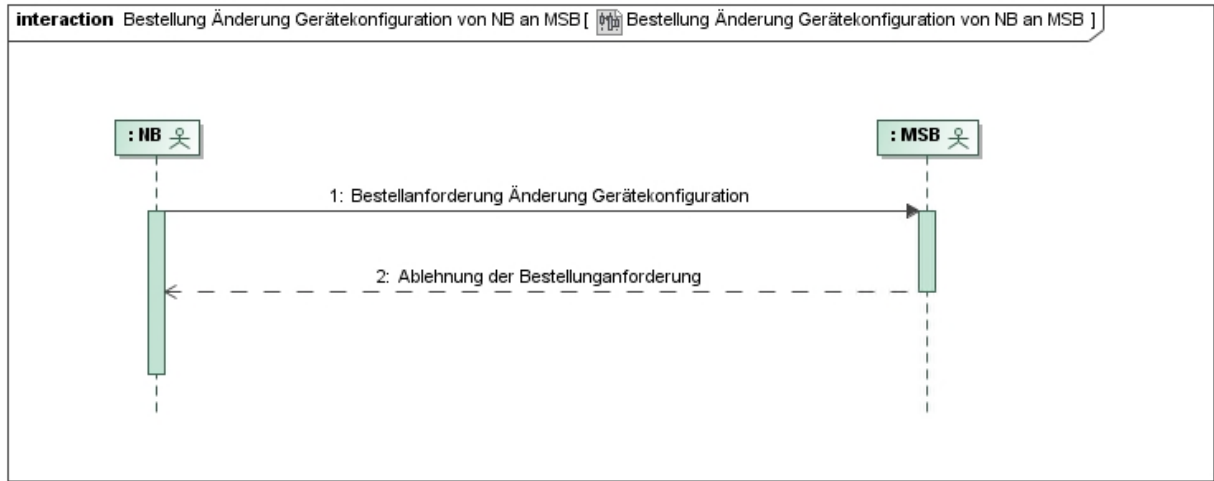 interaction Bestellung Änderung Gerätekonfiguration von NB an MSB [ Bestellung Änderung Gerätekonfiguration von NB an MSB ]
: NB
: MSB
1: Bestellanforderung Änderung Gerätekonfiguration
2: Ablehnung der Bestellunganforderung